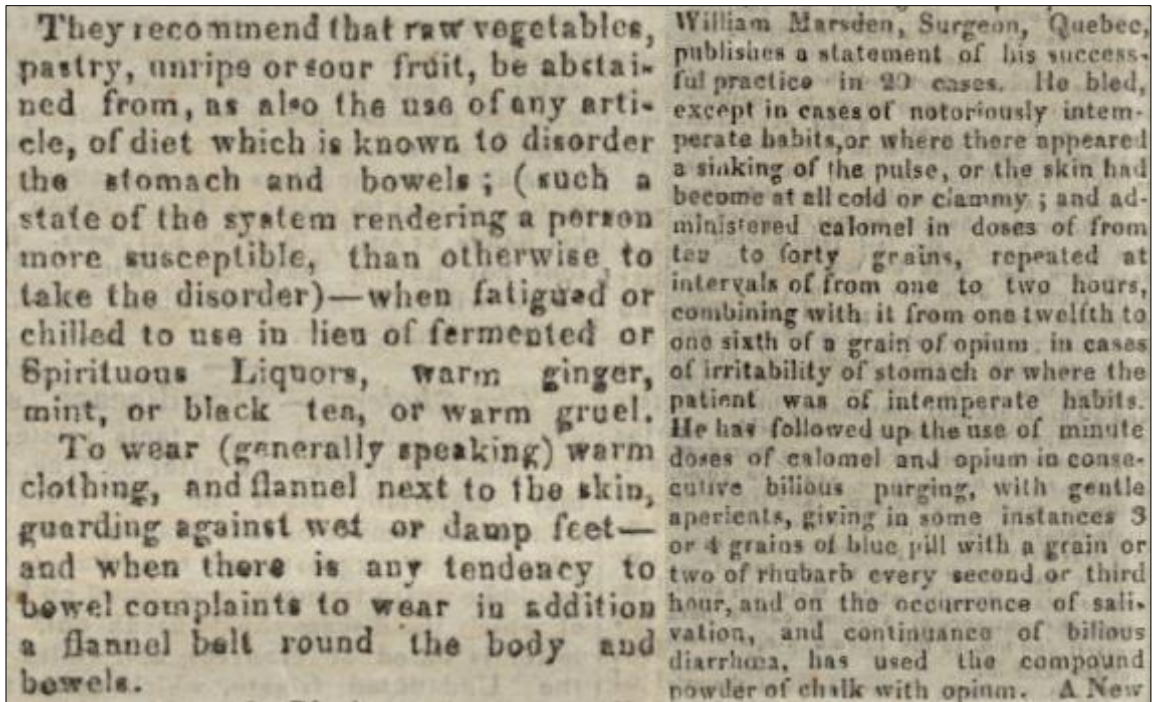 They recommend that raw vegetables,
pastry, unripe or sour fruit, be abstai-
ned from, as also the use of any arti-
cle, of diet which is known to disorder
the stomach and bowels ; (such a
state of the system rendering a person
more susceptible, than otherwise to
take the disorder)—when fatigued or
chilled to use in lieu of fermented or
Spirituous Liquors, warm ginger,
mint, or black tea, or warm gruel.
To wear (generally speaking) warm
clothing, and flannel next to the skin,
guarding against wet or damp feet—
and when there is any tendency to
bowel complaints to wear in addition
a flannel belt round the body and
bowels.
William Marsden, Surgeon, Quebec,
publishes a statement of his success-
ful practice in 20 cases. He bled,
except in cases of notoriously intem-
perate habits, or where there appeared
a sinking of the pulse, or the skin had
become at all cold or clammy ; and ad-
ministered calomel in doses of from
ten to forty grains, repeated at
intervals of from one to two hours,
combining with it from one twelfth to
one sixth of a grain of opium, in cases
of irritability of stomach or where the
patient was of intemperate habits.
He has followed up the use of minute
doses of calomel and opium in conse-
cutive bilious purging, with gentle
aperients, giving in some instances 3
or 4 grains of blue pill with a grain or
two of rhubarb every second or third
hour, and on the occurrence of sali-
vation, and continuance of bilious
diarrhœa, has used the compound
powder of chalk with opium. A New